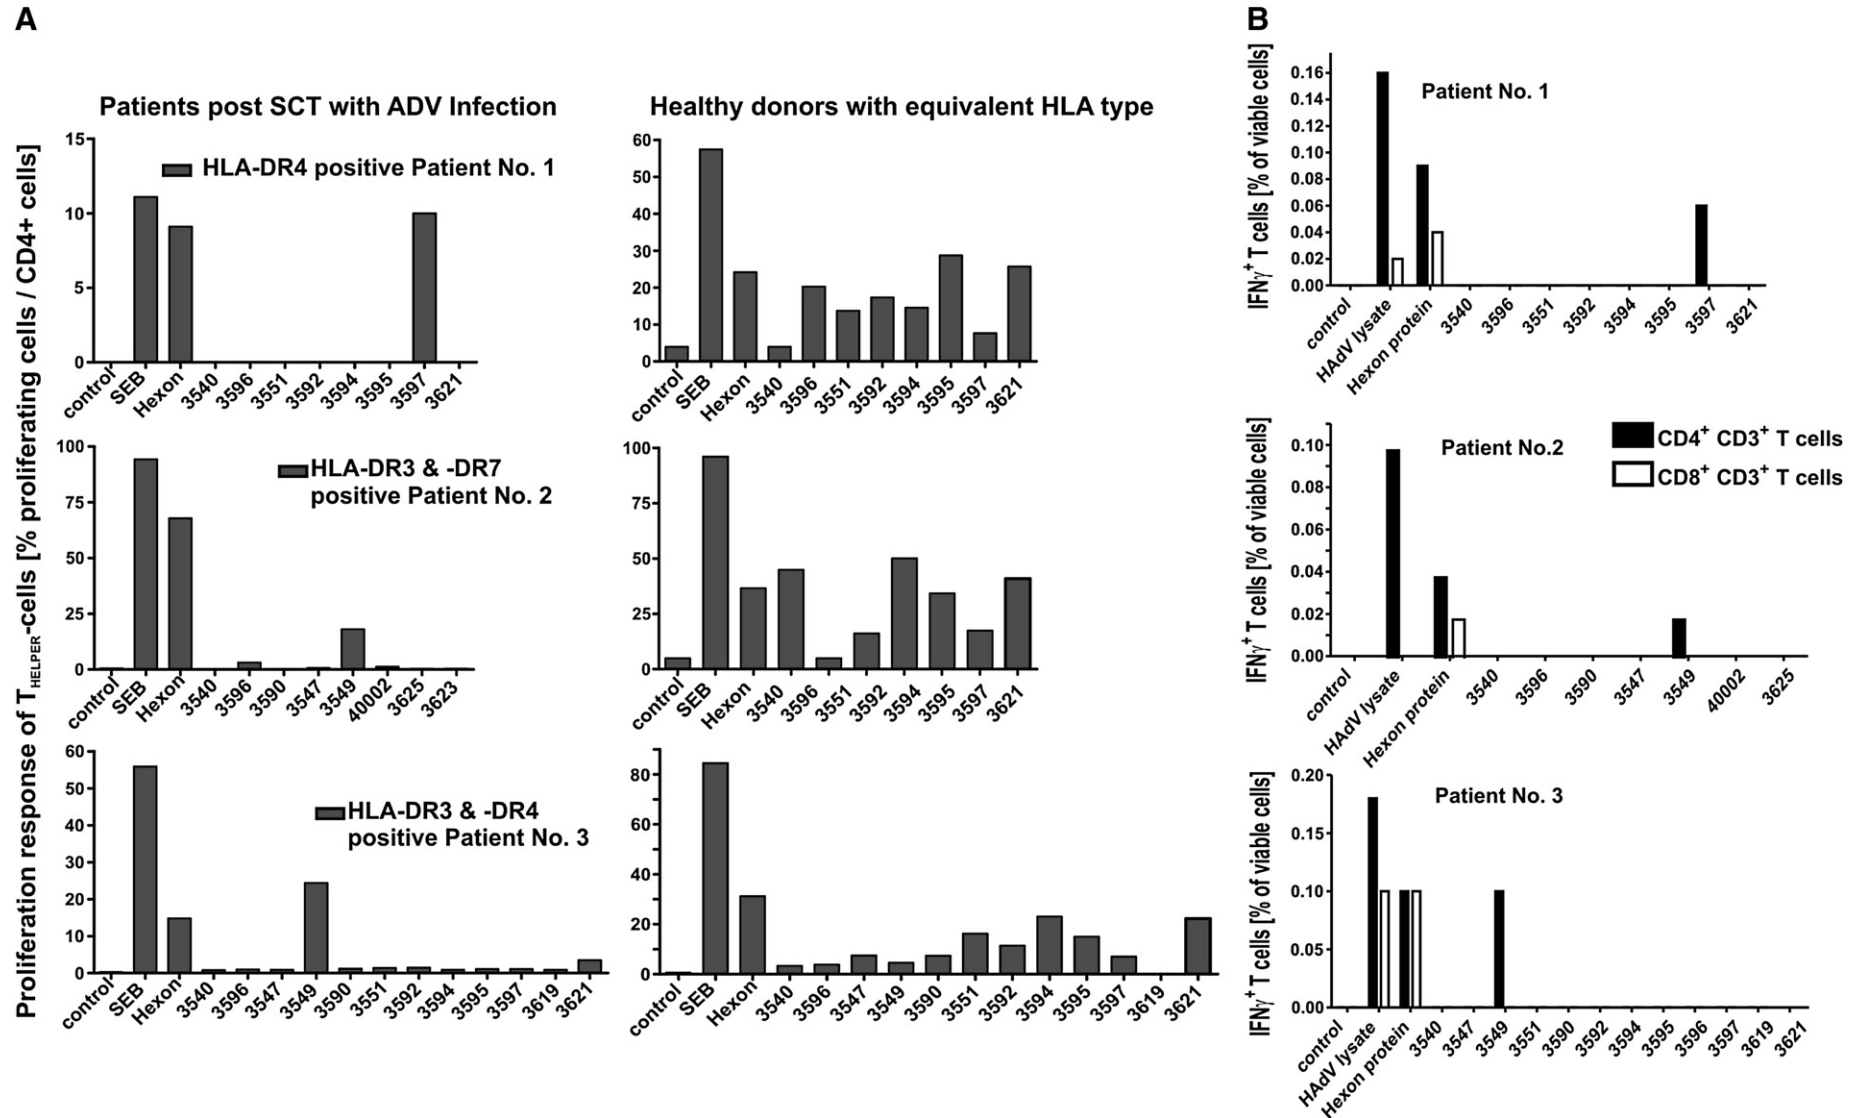 A
B
Proliferation response of T HELPER -cells [% proliferating cells / CD4+ cells]
Patients post SCT with ADV Infection
Healthy donors with equivalent HLA type
HLA-DR4 positive Patient No. 1
15
10
5
0
control SEB Hexon 3540 3596 3551 3592 3594 3595 3597 3621
60
50
40
30
20
10
0
control SEB Hexon 3540 3596 3551 3592 3594 3595 3597 3621
HLA-DR3 & -DR7
positive Patient No. 2
100
75
50
25
0
control SEB Hexon 3540 3596 3590 3547 3549 40002 3625 3623
100
75
50
25
0
control SEB Hexon 3540 3596 3551 3592 3594 3595 3597 3621
HLA-DR3 & -DR4
positive Patient No. 3
60
50
40
30
20
10
0
control SEB Hexon 3540 3596 3547 3549 3590 3551 3592 3594 3595 3597 3619 3621
80
60
40
20
0
control SEB Hexon 3540 3596 3547 3549 3590 3551 3592 3594 3595 3597 3619 3621
IFNγ+ T cells [% of viable cells]
Patient No. 1
0.16
0.14
0.12
0.10
0.08
0.06
0.04
0.02
0.00
control HAdV lysate Hexon protein 3540 3596 3551 3592 3594 3595 3597 3621
IFNγ+ T cells [% of viable cells]
Patient No.2
CD4+ CD3+ T cells
CD8+ CD3+ T cells
0.10
0.08
0.06
0.04
0.02
0.00
control HAdV lysate Hexon protein 3540 3596 3590 3547 3549 40002 3625
IFNγ+ T cells [% of viable cells]
Patient No. 3
0.20
0.15
0.10
0.05
0.00
control HAdV lysate Hexon protein 3540 3547 3549 3551 3590 3592 3594 3595 3596 3597 3619 3621